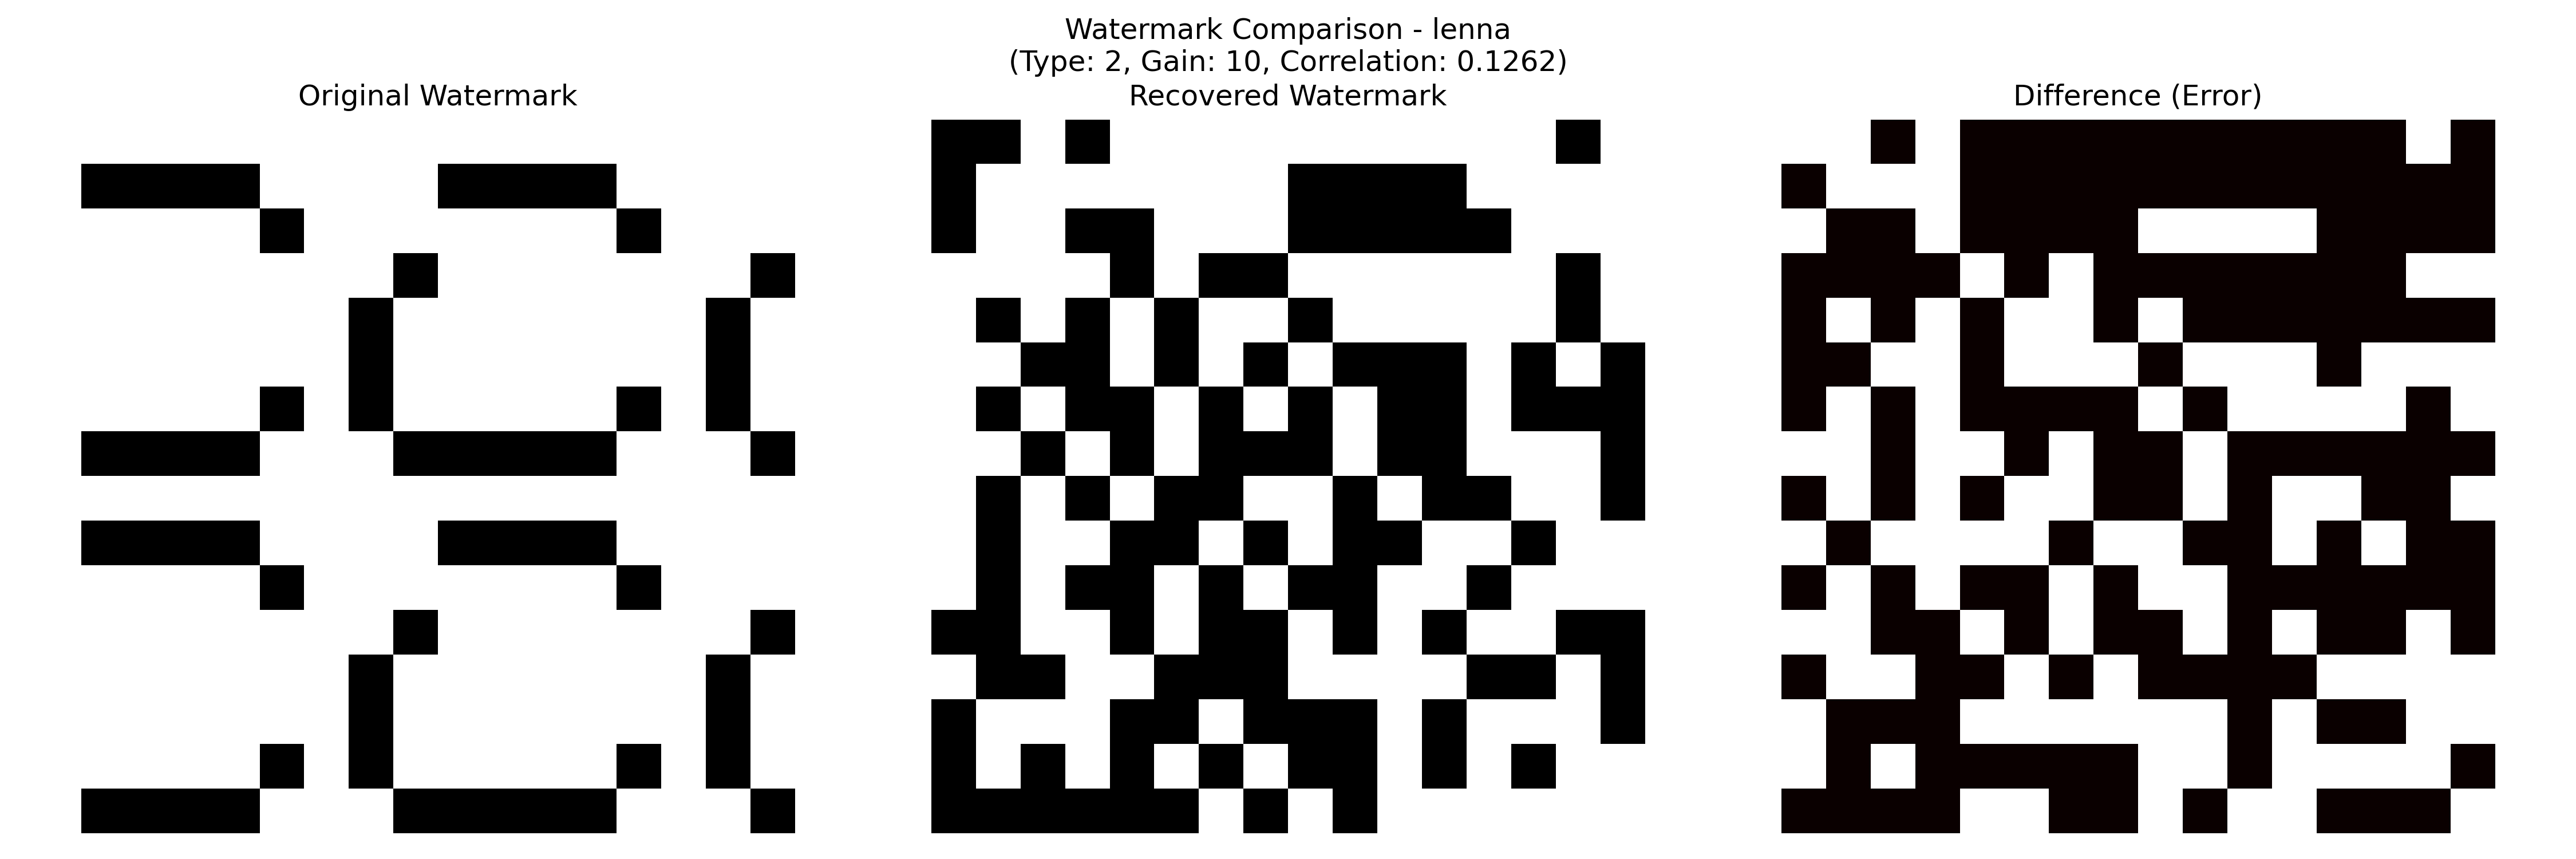 Watermark Comparison - lenna
(Type: 2, Gain: 10, Correlation: 0.1262)
Original Watermark
Recovered Watermark
Difference (Error)